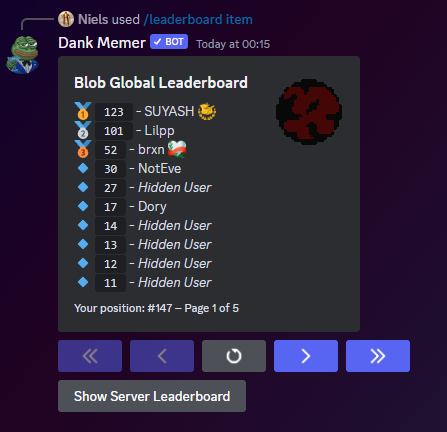 Niels used /leaderboard item
Dank Memer ✓ BOT Today at 00:15
Blob Global Leaderboard
123 - SUYASH
101 - Lilpp
52 - brxn
30 - NotEve
27 - Hidden User
17 - Dory
14 - Hidden User
13 - Hidden User
12 - Hidden User
11 - Hidden User
Your position: #147 – Page 1 of 5
Show Server Leaderboard